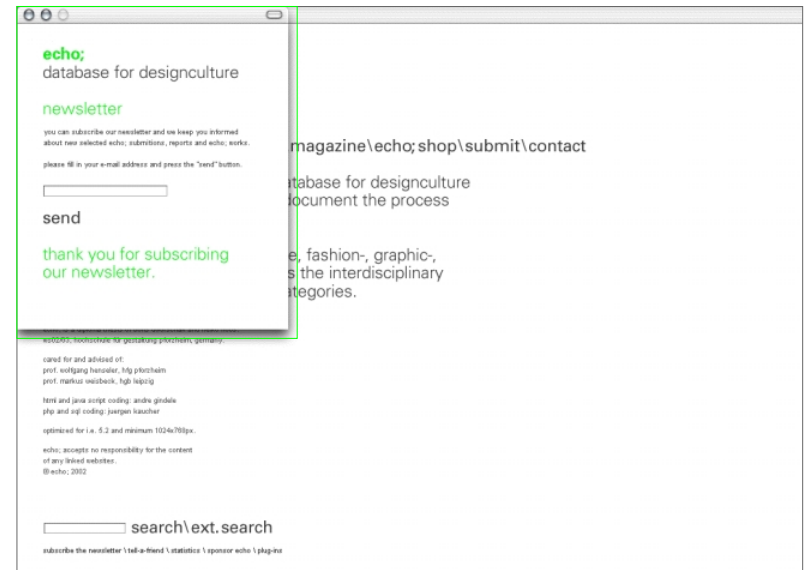 echo;
database for designculture
newsletter
you can subscribe our newsletter and we keep you informed
about new selected echo; submitions, reports and echo; works.
please fill in your e-mail address and press the "send" button.
send
thank you for subscribing
our newsletter.
magazine\echo; shop\submit\contact
tabase for designculture
document the process
e, fashion-, graphic-,
s the interdisciplinary
ategories.
ws02/03, hochschule für gestaltung pforzheim, germany.
cared for and advised of:
prof. wolfgang henseler, hfg pforzheim
prof. markus weisbeck, hgb leipzig
html and java script coding: andre gindele
php and sql coding: juergen kaucher
optimized for i.e. 5.2 and minimum 1024x768px.
echo; accepts no responsibility for the content
of any linked websites.
© echo; 2002
search\ext. search
subscribe the newsletter \ tell-a-friend \ statistics \ sponsor echo \ plug-ins